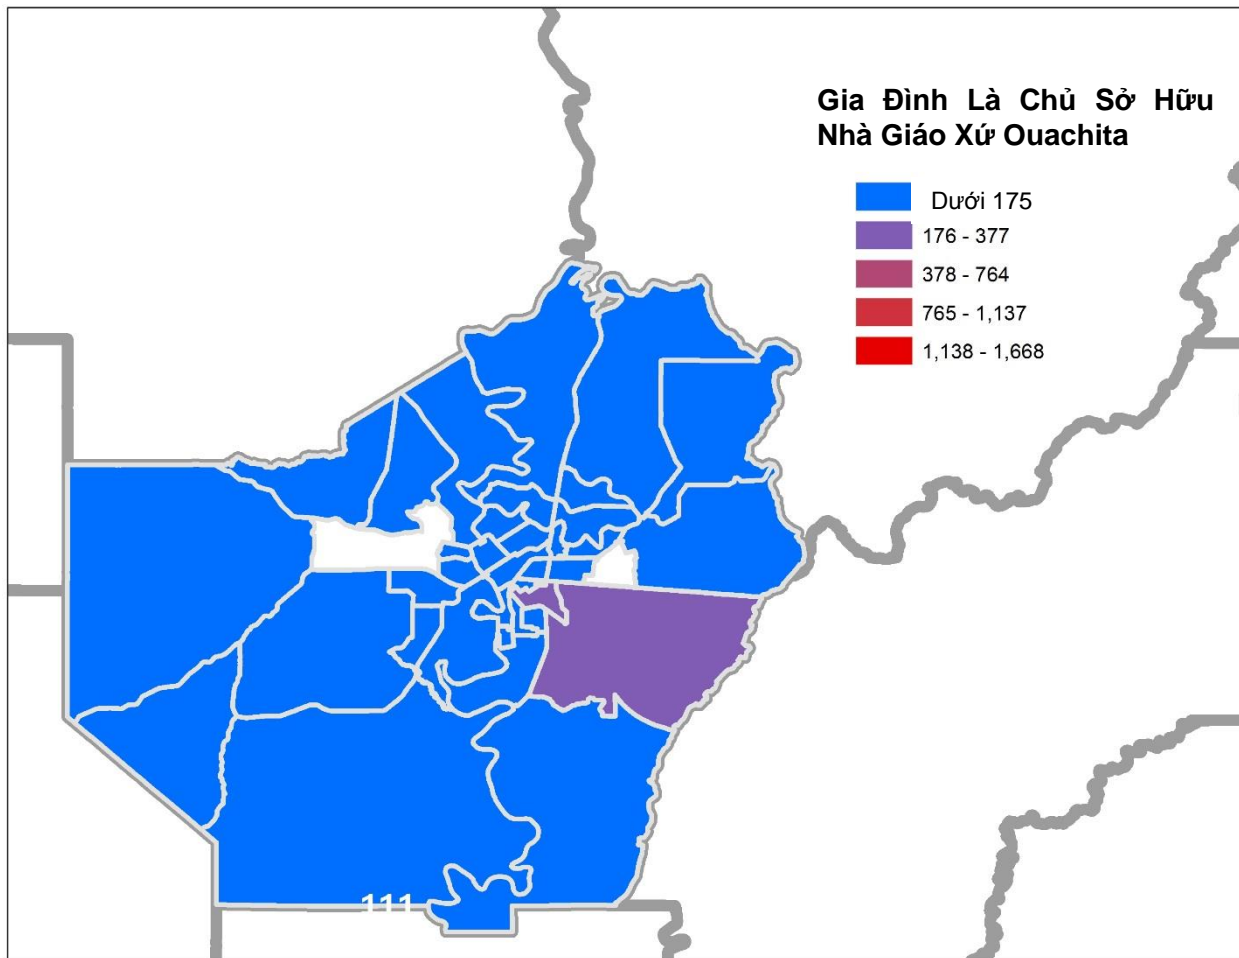 Gia Đình Là Chủ Sở Hữu
Nhà Giáo Xứ Ouachita
Dưới 175
176 - 377
378 - 764
765 - 1,137
1,138 - 1,668
111